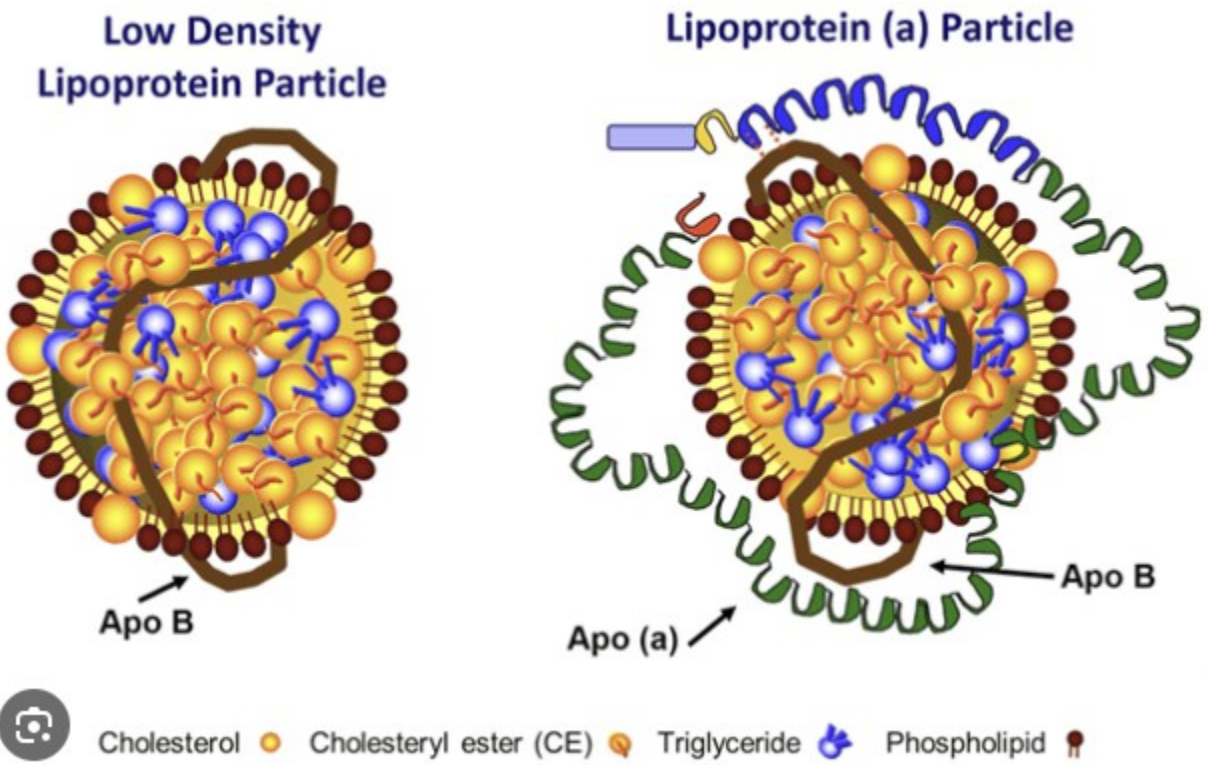 Low Density
Lipoprotein Particle
Lipoprotein (a) Particle
Apo B
Apo (a)
Apo B
Cholesterol
Cholesteryl ester (CE)
Triglyceride
Phospholipid